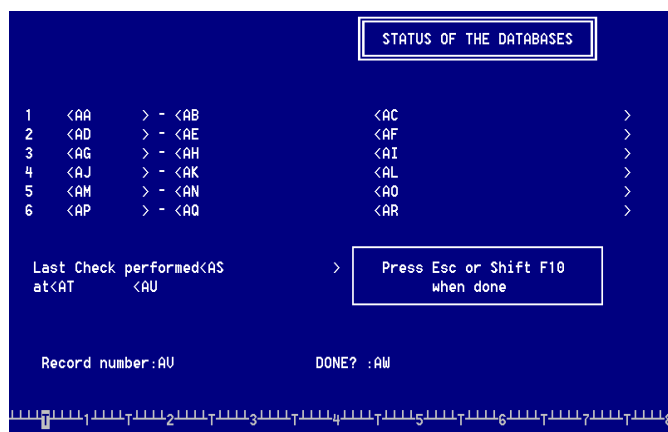 STATUS OF THE DATABASES
1 <AA > - <AB <AC >
2 <AD > - <AE <AF >
3 <AG > - <AH <AI >
4 <AJ > - <AK <AL >
5 <AM > - <AN <AO >
6 <AP > - <AQ <AR >
Last Check performed<AS > Press Esc or Shift F10
at<AT <AU when done
Record number:AV DONE? :AW
T 1 T 2 T 3 T 4 T 5 T 6 T 7 T 8